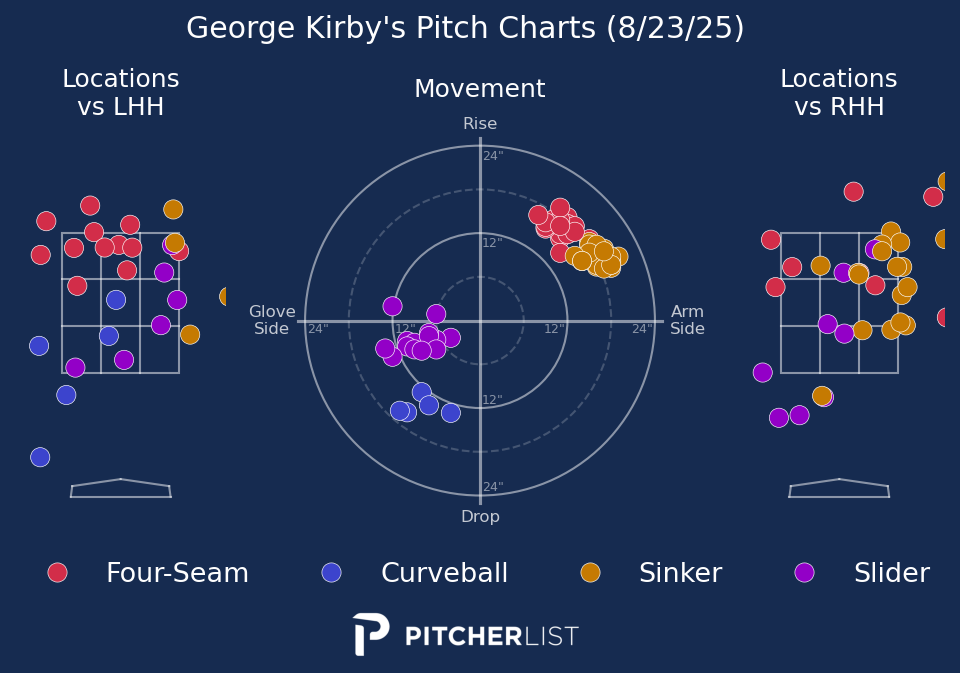 George Kirby's Pitch Charts (8/23/25)
Locations
vs LHH
Movement
Locations
vs RHH
Rise
24"
12"
Glove
Side
24"
12"
12"
24"
Arm
Side
12"
24"
Drop
Four-Seam
Curveball
Sinker
Slider
PITCHERLIST